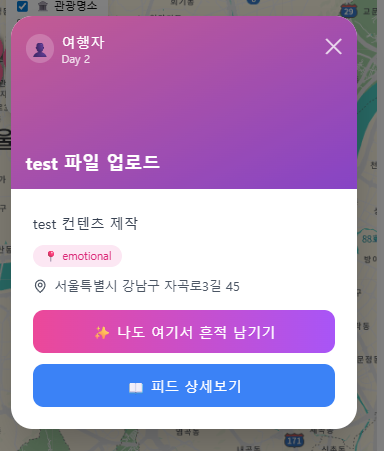 관광명소
29
여행자
Day 2
test 파일 업로드
test 컨텐츠 제작
emotional
서울특별시 강남구 자곡로3길 45
나도 여기서 흔적 남기기
피드 상세보기
171